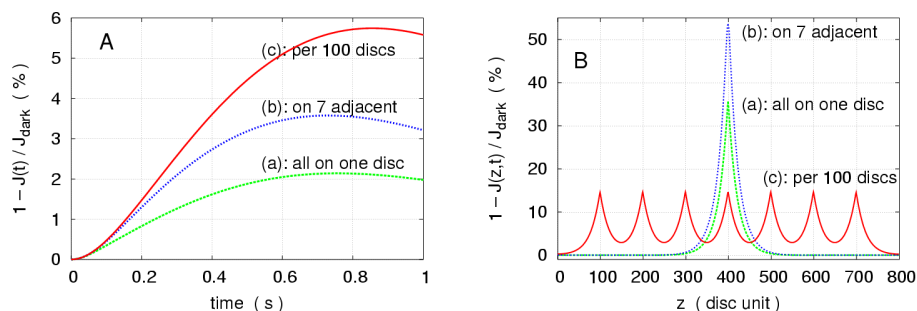 A
1 − J(t) / J_dark ( % )
6
5
4
3
2
1
0
(c): per 100 discs
(b): on 7 adjacent
(a): all on one disc
0 0.2 0.4 0.6 0.8 1
time ( s )
B
1 − J(z,t) / J_dark ( % )
50
40
30
20
10
0
(b): on 7 adjacent
(a): all on one disc
(c): per 100 discs
0 100 200 300 400 500 600 700 800
z ( disc unit )